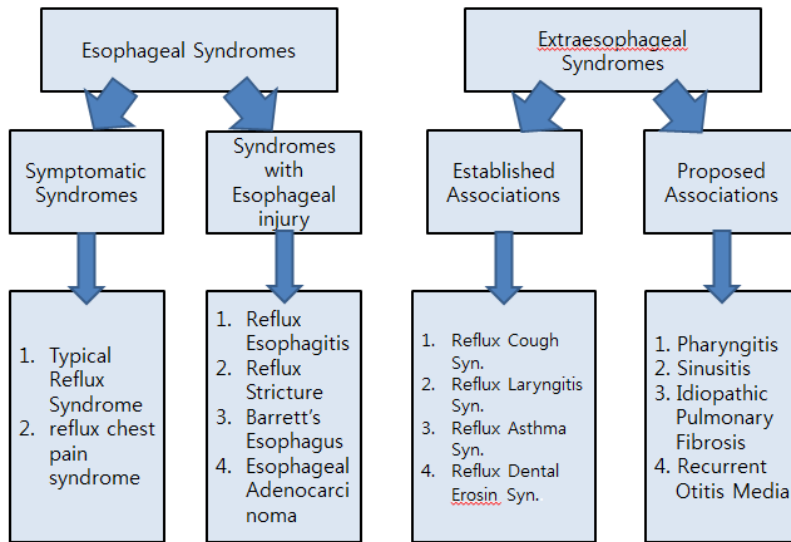 Esophageal Syndromes
Extraesophageal
Syndromes
Symptomatic
Syndromes
Syndromes
with
Esophageal
injury
Established
Associations
Proposed
Associations
1. Typical
Reflux
Syndrome
2. reflux chest
pain
syndrome
1. Reflux
Esophagitis
2. Reflux
Stricture
3. Barrett's
Esophagus
4. Esophageal
Adenocarci
noma
1. Reflux Cough
Syn.
2. Reflux Laryngitis
Syn.
3. Reflux Asthma
Syn.
4. Reflux Dental
Erosin Syn.
1. Pharyngitis
2. Sinusitis
3. Idiopathic
Pulmonary
Fibrosis
4. Recurrent
Otitis Media